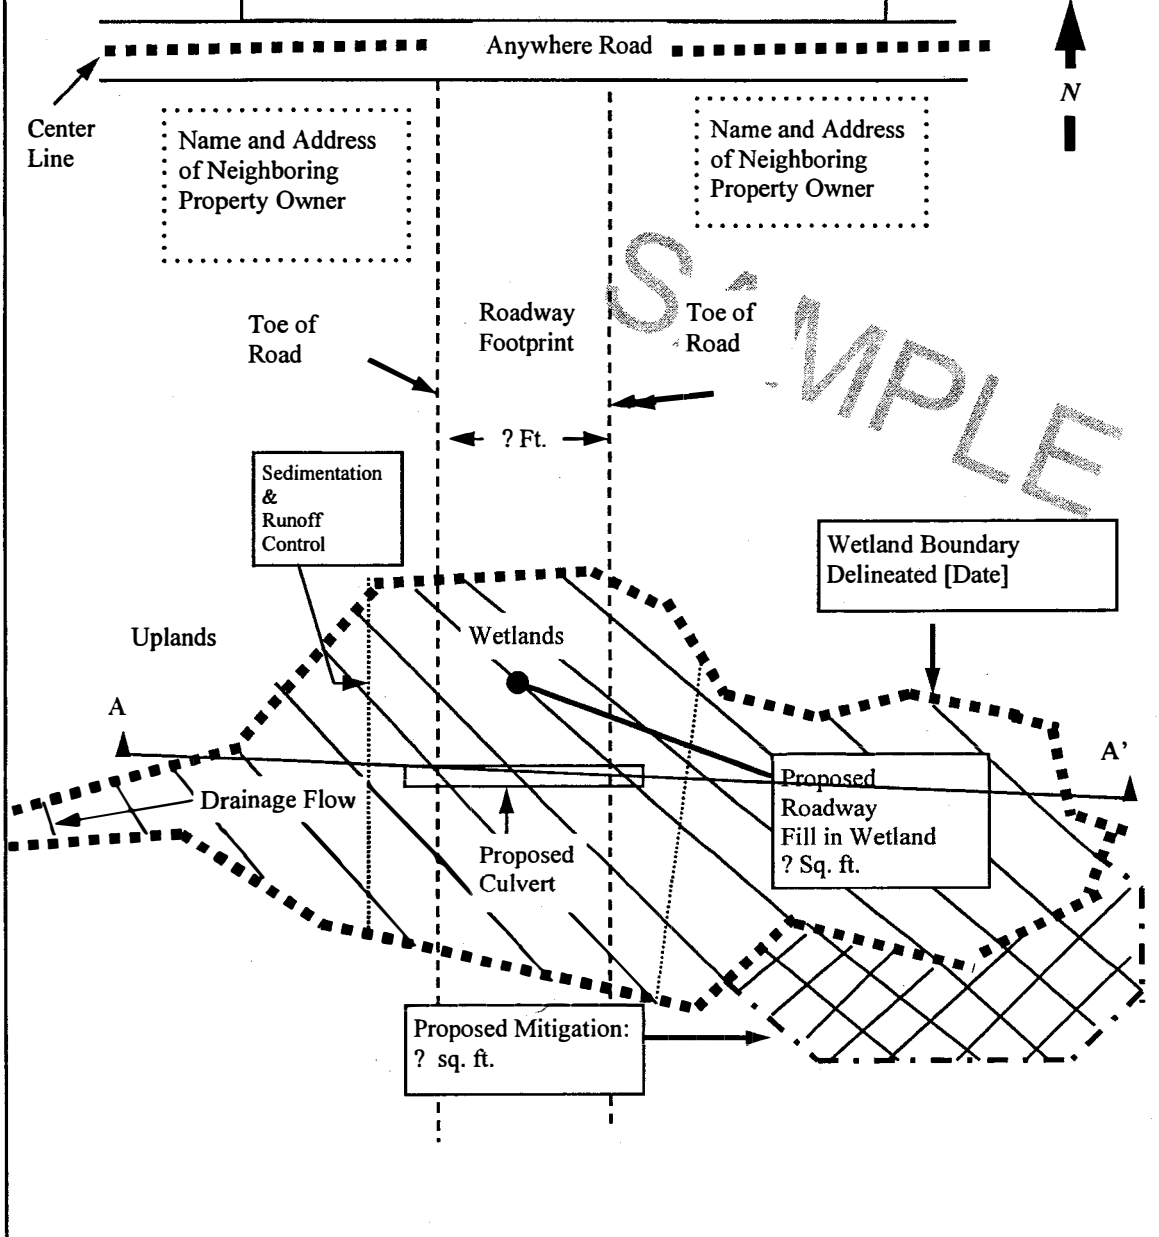 Anywhere Road
N
Center
Line
Name and Address
of Neighboring
Property Owner
Name and Address
of Neighboring
Property Owner
SAMPLE
Toe of
Road
Roadway
Footprint
Toe of
Road
? Ft.
Sedimentation
&
Runoff
Control
Wetland Boundary
Delineated [Date]
Uplands
Wetlands
A
A'
Drainage Flow
Proposed
Roadway
Fill in Wetland
? Sq. ft.
Proposed
Culvert
Proposed Mitigation:
? sq. ft.